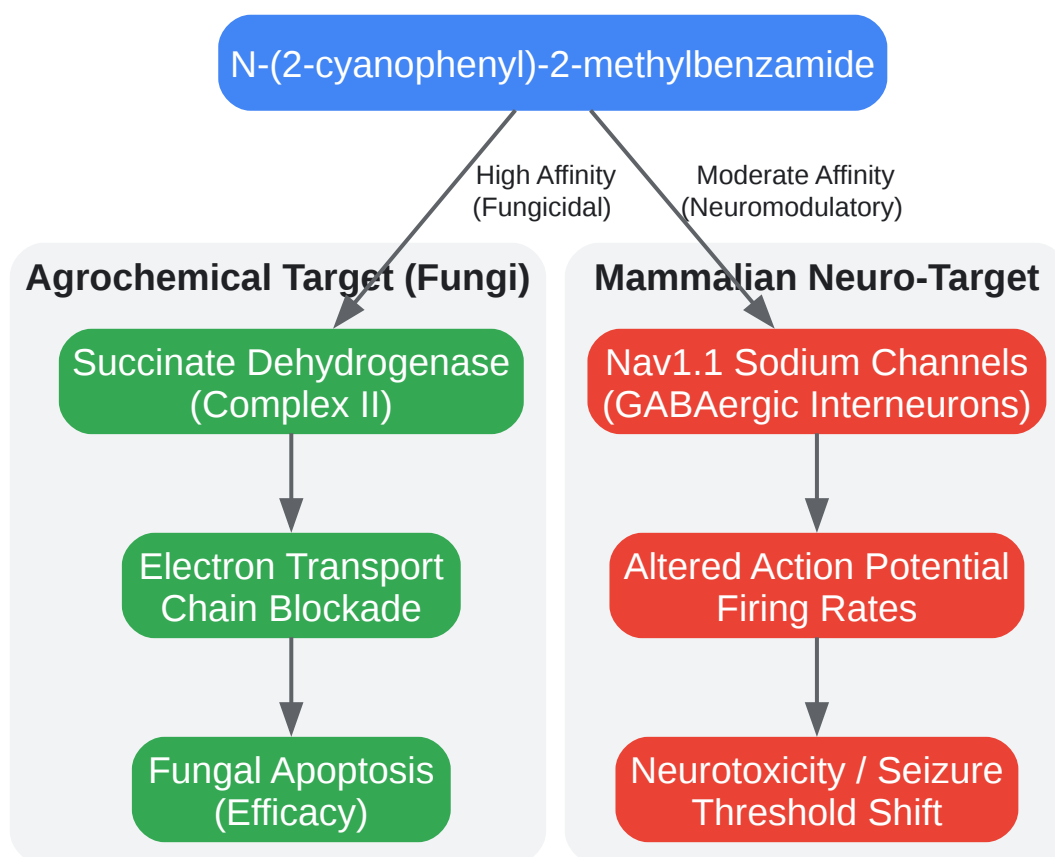 N-(2-cyanophenyl)-2-methylbenzamide
High Affinity
(Fungicidal)
Moderate Affinity
(Neuromodulatory)
Agrochemical Target (Fungi)
Succinate Dehydrogenase
(Complex II)
Electron Transport
Chain Blockade
Fungal Apoptosis
(Efficacy)
Mammalian Neuro-Target
Nav1.1 Sodium Channels
(GABAergic Interneurons)
Altered Action Potential
Firing Rates
Neurotoxicity / Seizure
Threshold Shift